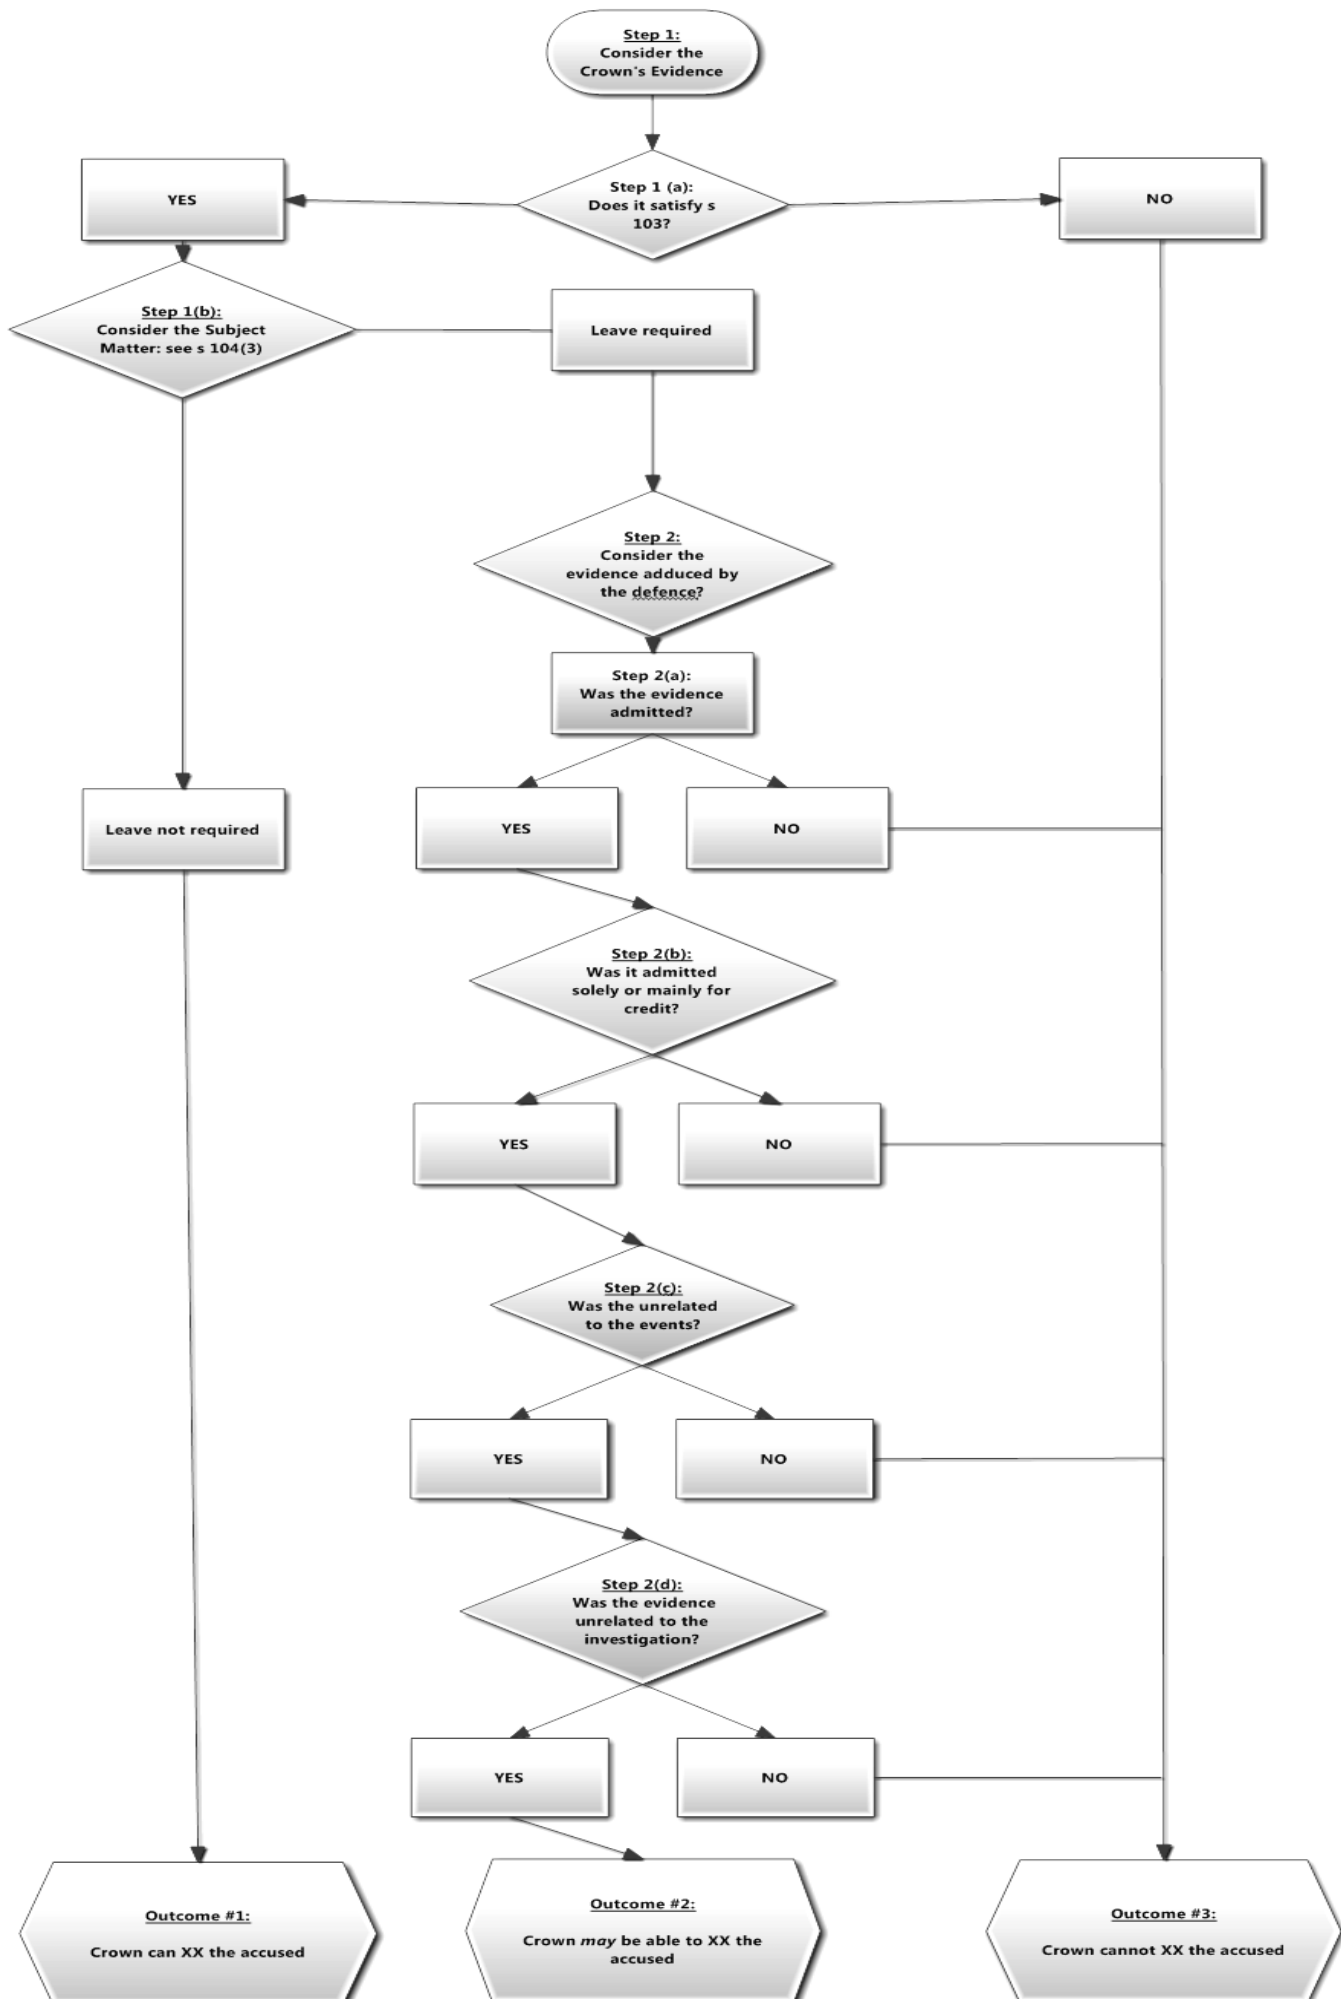 Step 1:
Consider the
Crown's Evidence
Step 1 (a):
Does it satisfy s
103?
YES
NO
Step 1(b):
Consider the Subject
Matter: see s 104(3)
Leave required
Step 2:
Consider the
evidence adduced by
the defence?
Step 2(a):
Was the evidence
admitted?
Leave not required
YES
NO
Step 2(b):
Was it admitted
solely or mainly for
credit?
YES
NO
Step 2(c):
Was the unrelated
to the events?
YES
NO
Step 2(d):
Was the evidence
unrelated to the
investigation?
YES
NO
Outcome #1:
Crown can XX the accused
Outcome #2:
Crown may be able to XX the
accused
Outcome #3:
Crown cannot XX the accused